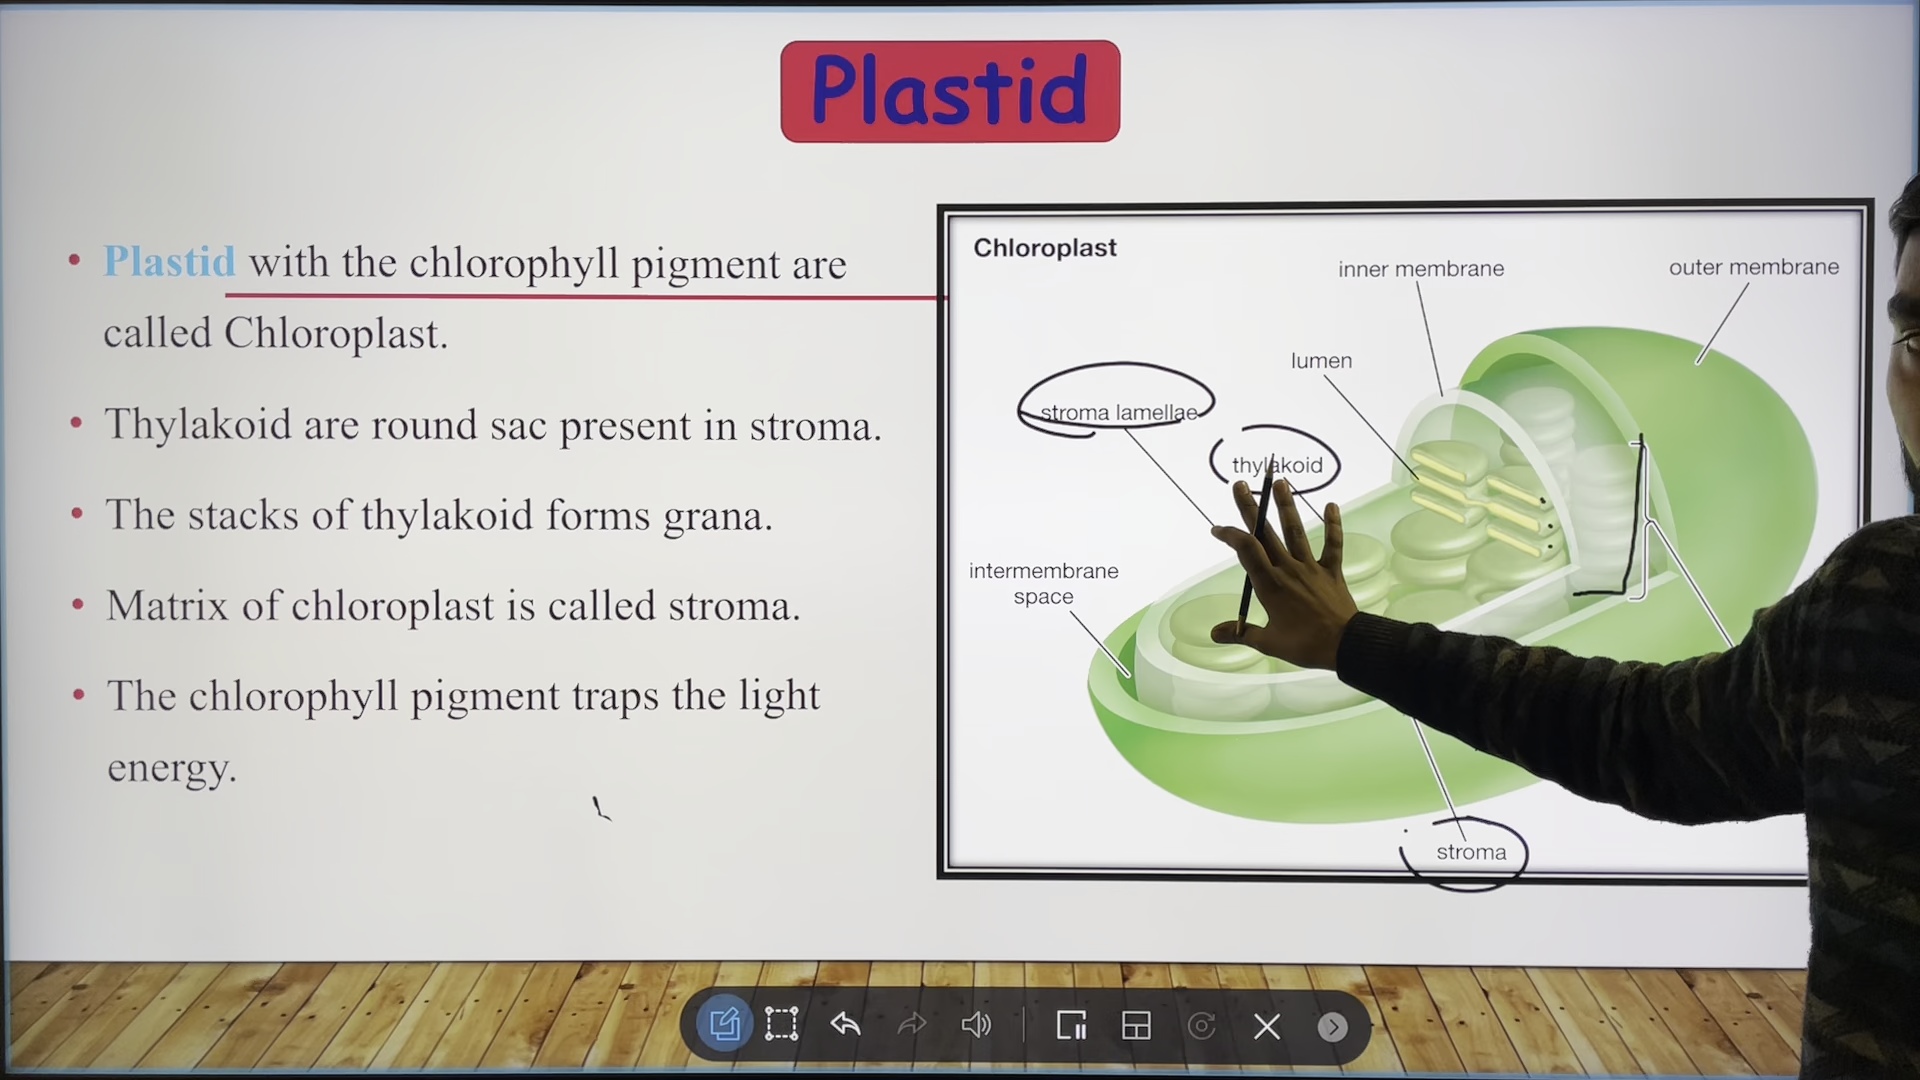 Plastid
• Plastid with the chlorophyll pigment are
called Chloroplast.
• Thylakoid are round sac present in stroma.
• The stacks of thylakoid forms grana.
• Matrix of chloroplast is called stroma.
• The chlorophyll pigment traps the light
energy.
Chloroplast
inner membrane
outer membrane
lumen
stroma lamellae
thylakoid
intermembrane
space
stroma